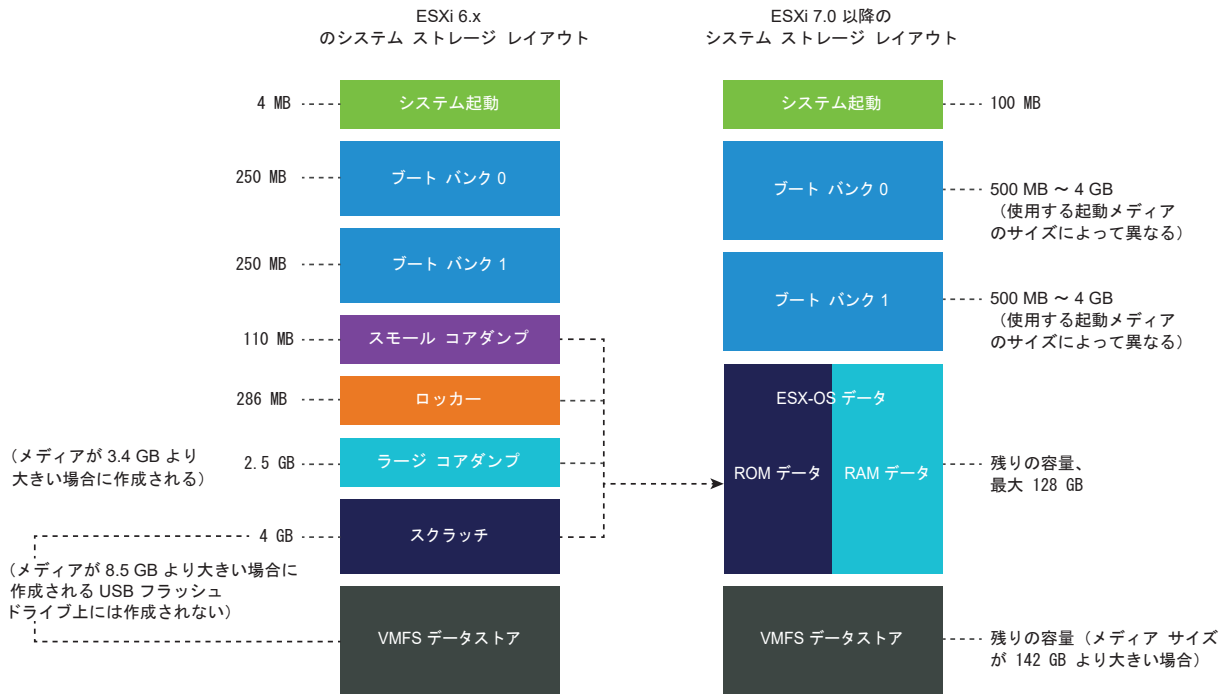 ESXi 6.x
のシステム ストレージ レイアウト
ESXi 7.0 以降の
システム ストレージ レイアウト
4 MB
システム起動
250 MB
ブート バンク 0
250 MB
ブート バンク 1
110 MB
スモール コアダンプ
286 MB
ロッカー
(メディアが 3.4 GB より
大きい場合に作成される)
2.5 GB
ラージ コアダンプ
4 GB
スクラッチ
(メディアが 8.5 GB より大きい場合に
作成される USB フラッシュ
ドライブ上には作成されない)
VMFS データストア
システム起動
100 MB
ブート バンク 0
500 MB ~ 4 GB
(使用する起動メディア
のサイズによって異なる)
ブート バンク 1
500 MB ~ 4 GB
(使用する起動メディア
のサイズによって異なる)
ESX-OS データ
ROM データ
RAM データ
残りの容量、
最大 128 GB
VMFS データストア
残りの容量(メディア サイズ
が 142 GB より大きい場合)